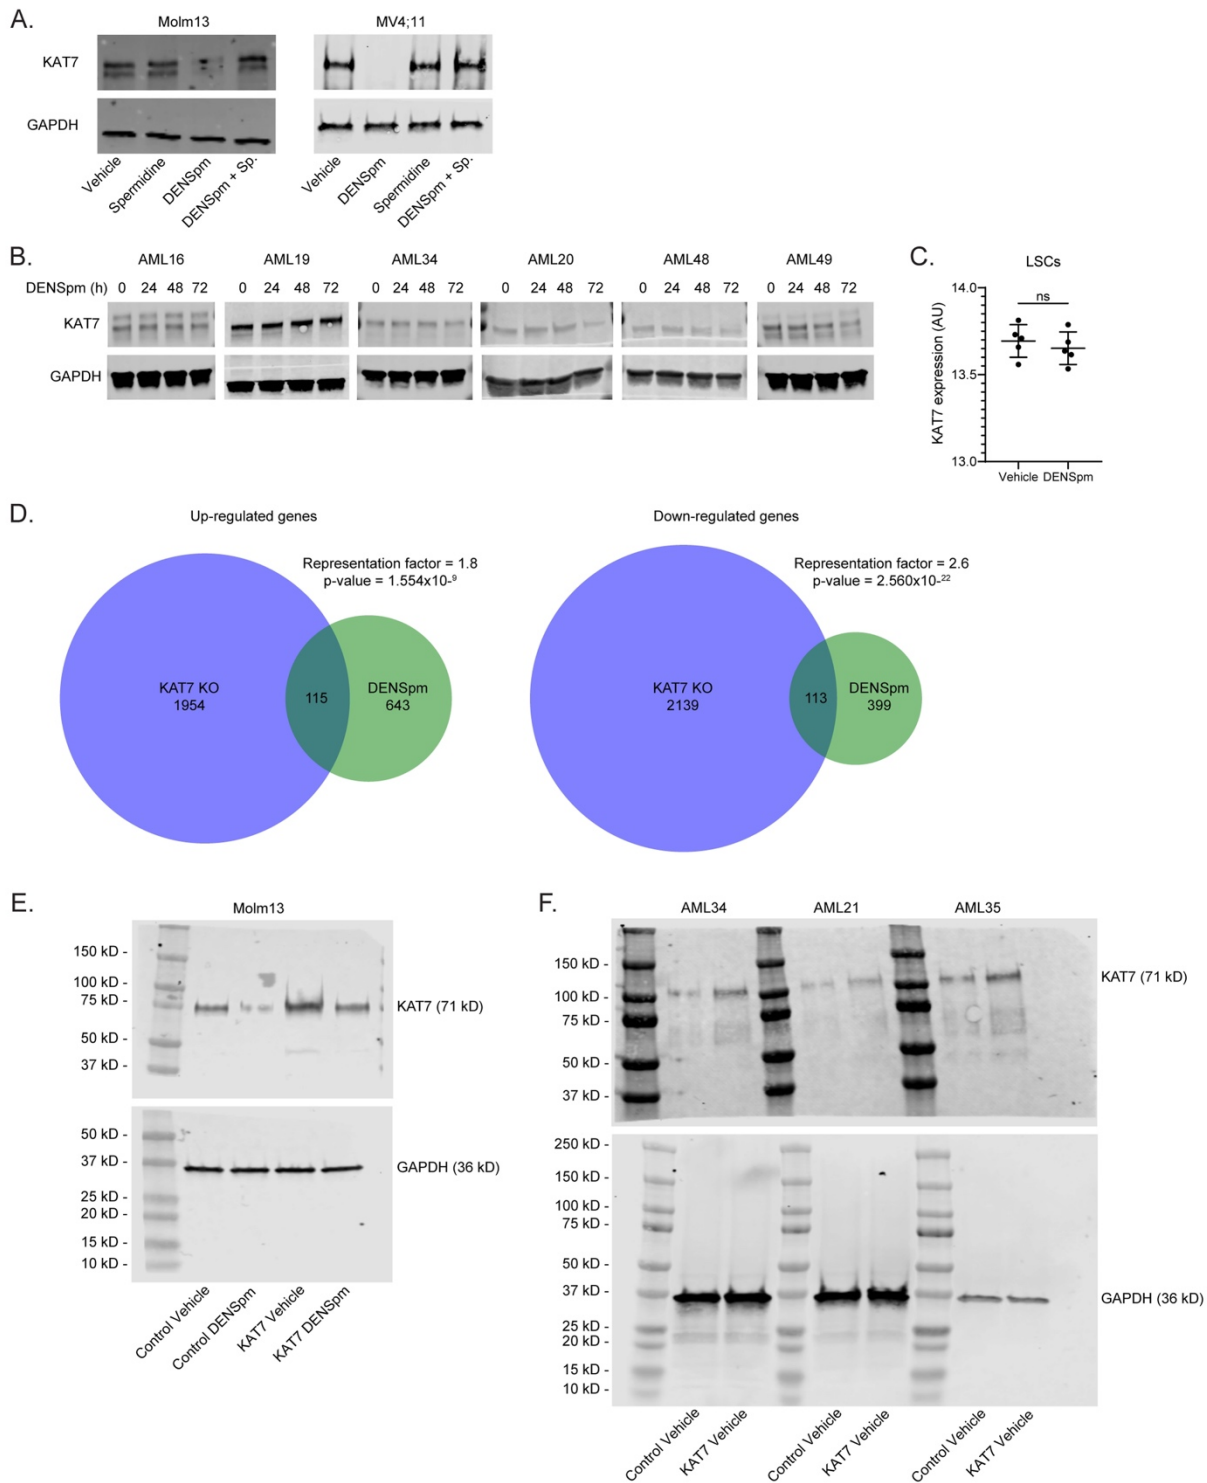 A.
Molm13
MV4;11
KAT7
GAPDH
Vehicle
Spermidine
DENSpm
DENSpm + Sp.
Vehicle
DENSpm
Spermidine
DENSpm + Sp.
B.
AML16
AML19
AML34
AML20
AML48
AML49
DENSpm (h)
0 24 48 72
0 24 48 72
0 24 48 72
0 24 48 72
0 24 48 72
0 24 48 72
KAT7
GAPDH
C.
LSCs
ns
14.0
13.5
13.0
KAT7 expression (AU)
Vehicle DENSpm
D.
Up-regulated genes
Representation factor = 1.8
p-value = 1.554x10-⁹
KAT7 KO
1954
115
DENSpm
643
Down-regulated genes
Representation factor = 2.6
p-value = 2.560x10-²²
KAT7 KO
2139
113
DENSpm
399
E.
Molm13
150 kD -
100 kD -
75 kD -
50 kD -
37 kD -
KAT7 (71 kD)
50 kD -
37 kD -
25 kD -
20 kD -
15 kD -
10 kD -
GAPDH (36 kD)
Control Vehicle
Control DENSpm
KAT7 Vehicle
KAT7 DENSpm
F.
AML34
AML21
AML35
150 kD -
100 kD -
75 kD -
50 kD -
37 kD -
KAT7 (71 kD)
250 kD -
150 kD -
100 kD -
75 kD -
50 kD -
37 kD -
25 kD -
20 kD -
15 kD -
10 kD -
GAPDH (36 kD)
Control Vehicle
KAT7 Vehicle
Control Vehicle
KAT7 Vehicle
Control Vehicle
KAT7 Vehicle